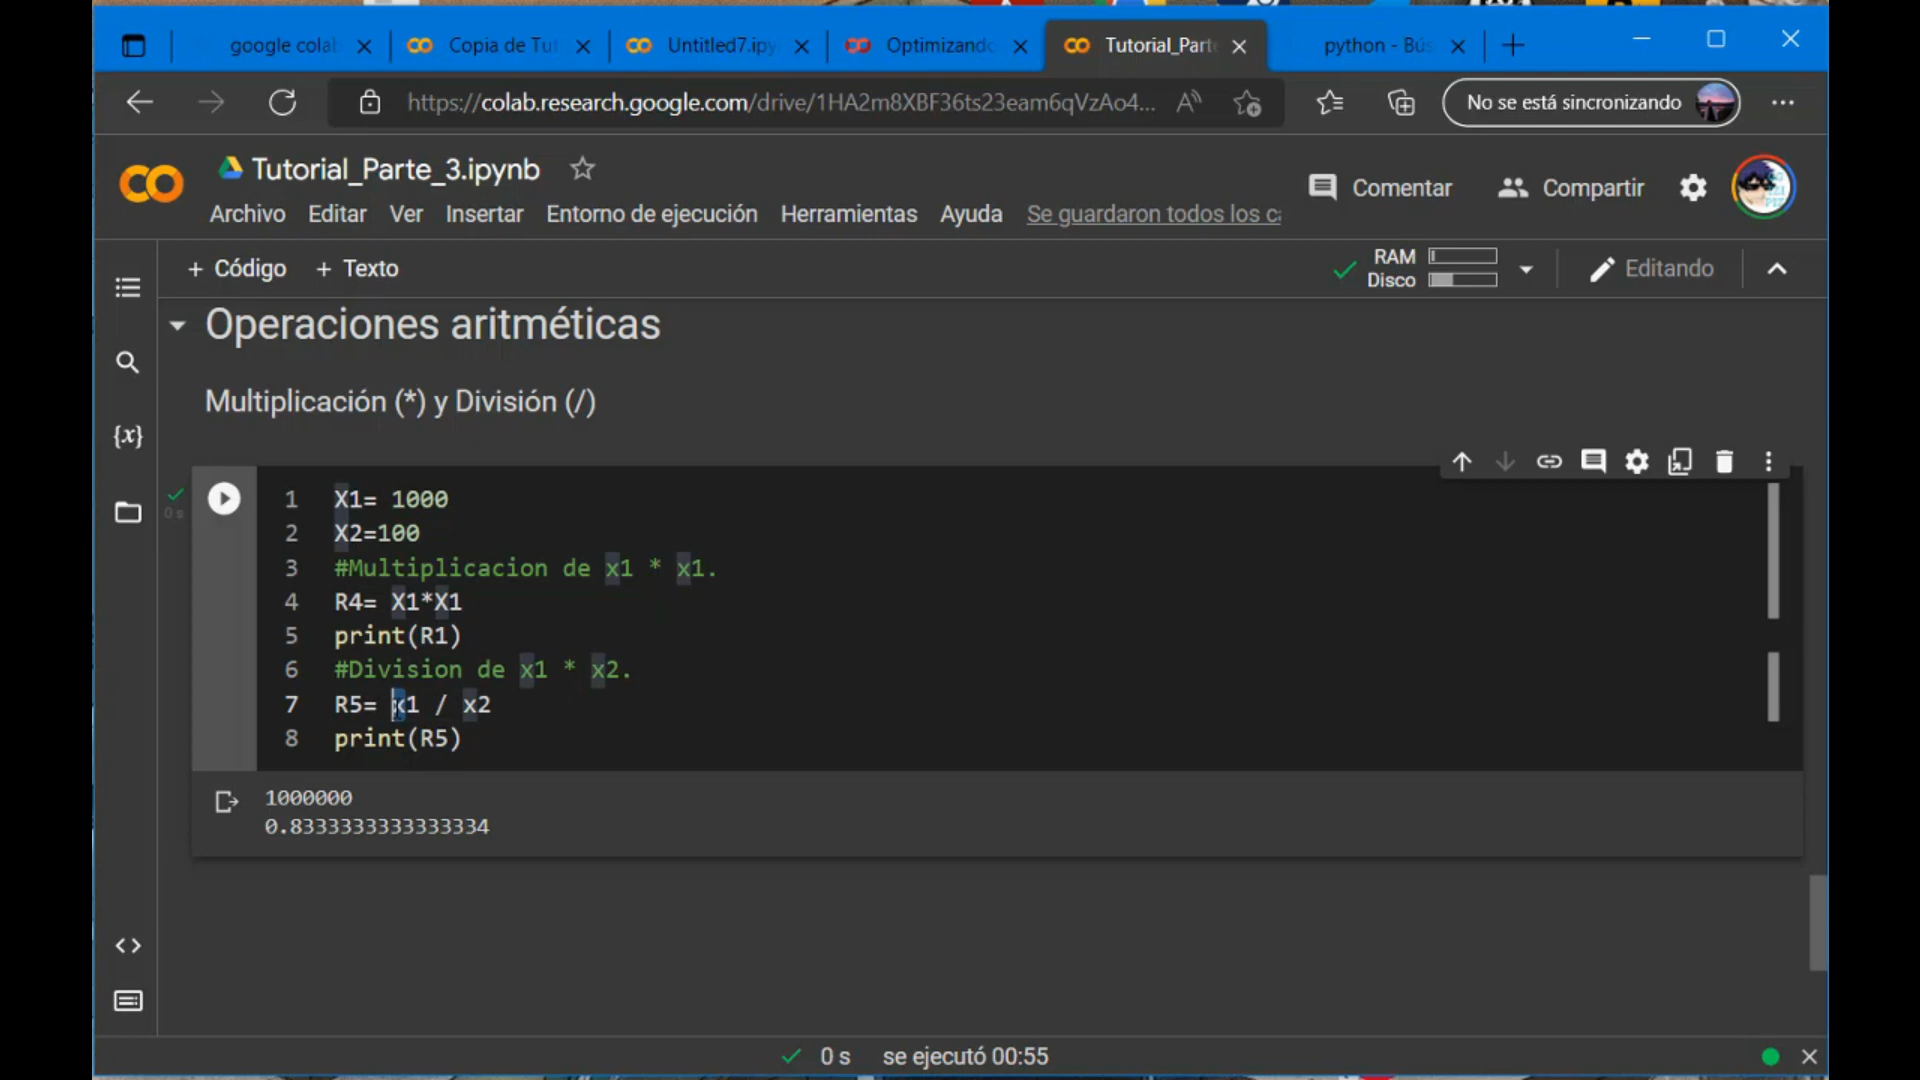 google colab
Copia de Tut
Untitled7.ipy
Optimizando
Tutorial_Parte
python - Bús
https://colab.research.google.com/drive/1HA2m8XBF36ts23eam6qVzAo4...
No se está sincronizando
Tutorial_Parte_3.ipynb
Comentar
Compartir
Archivo Editar Ver Insertar Entorno de ejecución Herramientas Ayuda Se guardaron todos los ca
+ Código + Texto
RAM
Disco
Editando
Operaciones aritméticas
Multiplicación (*) y División (/)
0 s
1 X1= 1000
2 X2=100
3 #Multiplicacion de x1 * x1.
4 R4= X1*X1
5 print(R1)
6 #Division de x1 * x2.
7 R5= x1 / x2
8 print(R5)
1000000
0.8333333333333334
0 s se ejecutó 00:55